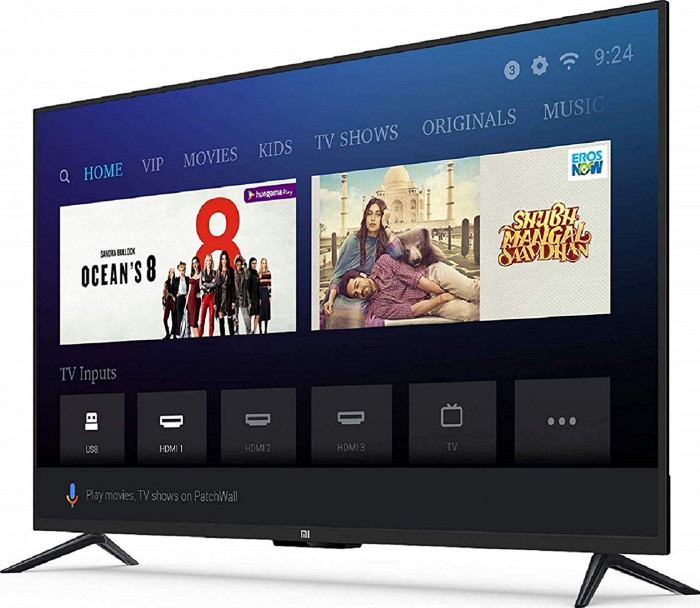 3 9:24
HOME VIP MOVIES KIDS TV SHOWS ORIGINALS MUSIC
hungama Play
SANDRA BULLOCK
OCEAN'S 8
8
EROS
NOW
SHUBH
MANGAL
SAAVDHAN
TV Inputs
USB HDMI 1 HDMI 2 HDMI 3 TV
Play movies, TV shows on PatchWall
MI